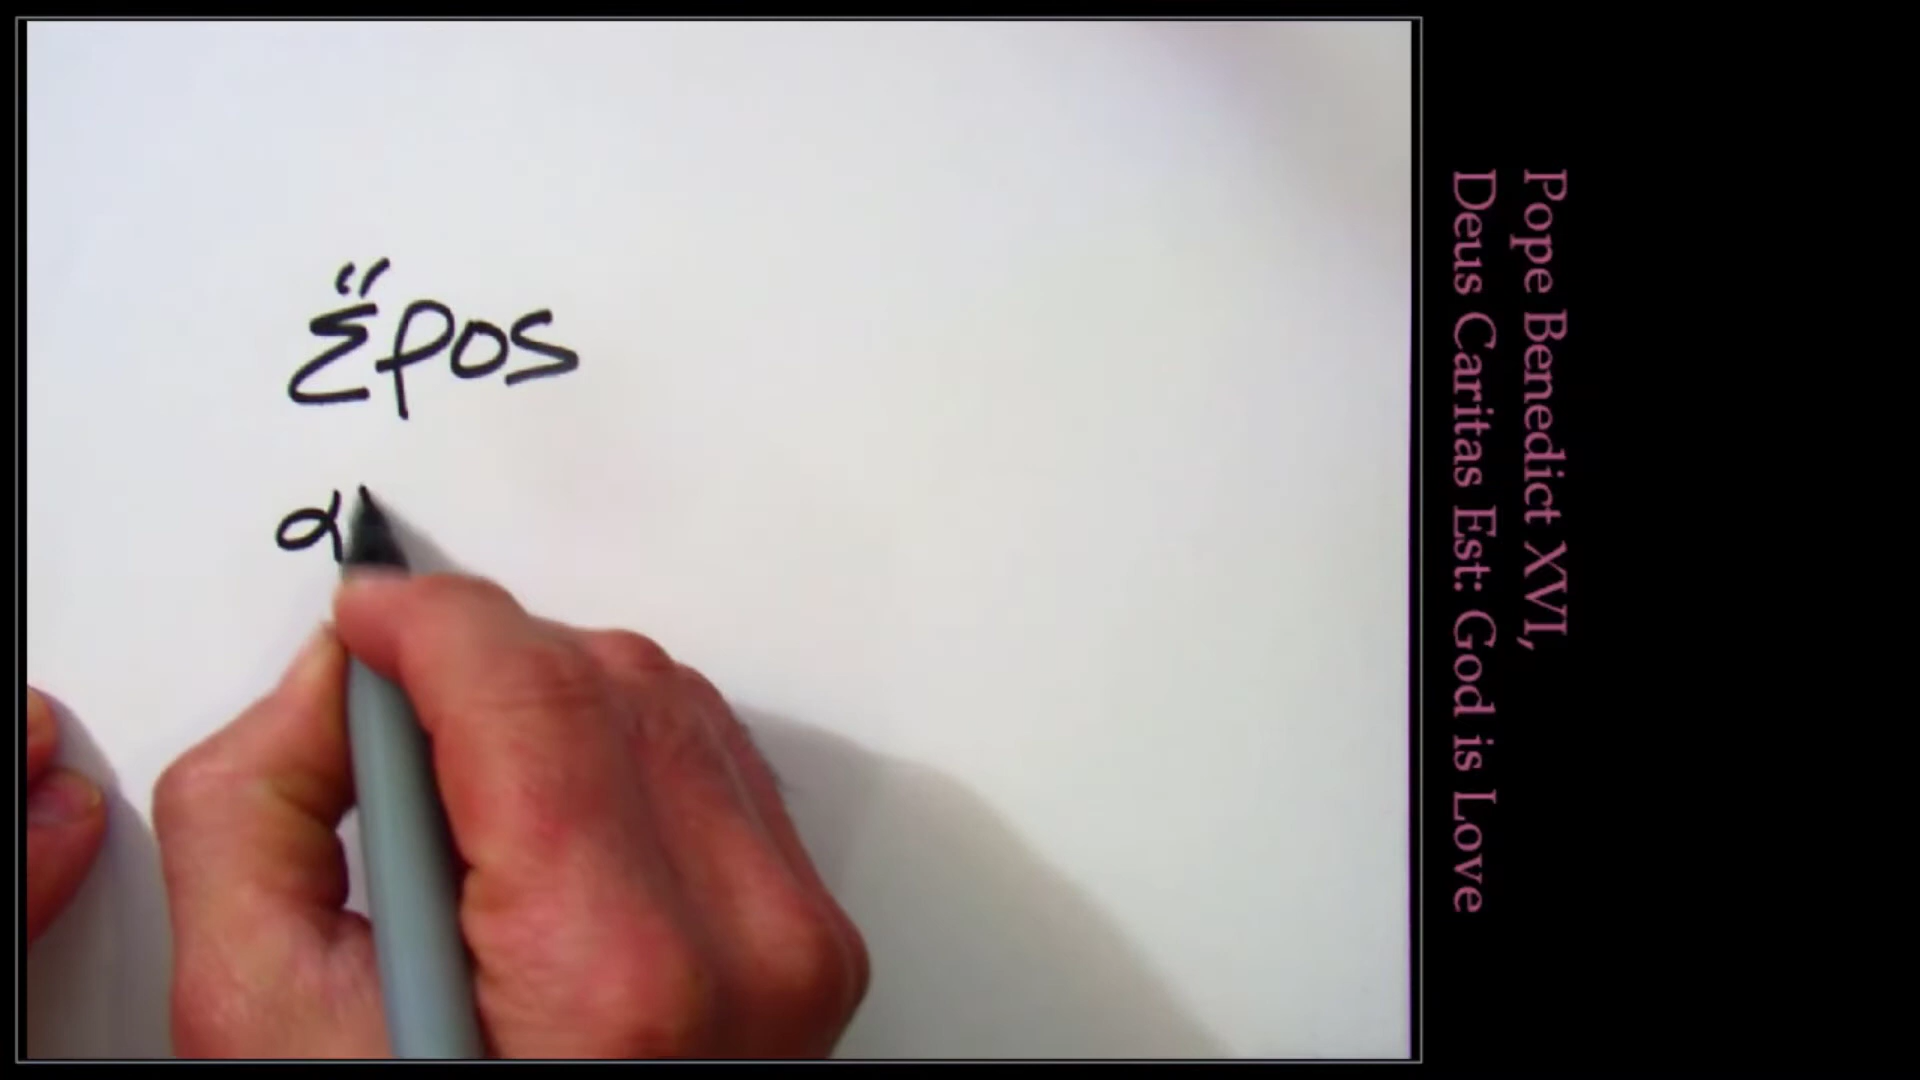 ἔρος
α
Pope Benedict XVI,
Deus Caritas Est: God is Love